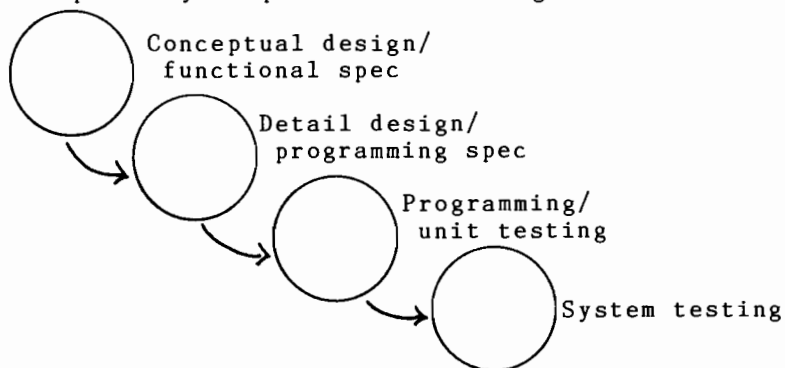 Conceptual design/
functional spec
Detail design/
programming spec
Programming/
unit testing
System testing